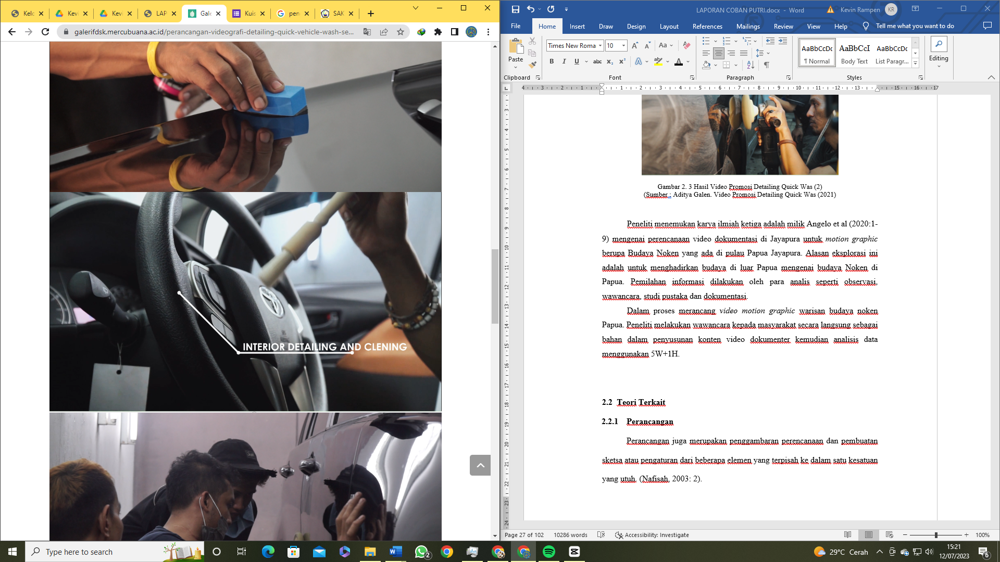 Kelc
Kevi
Kevi
LAP
Gale
Kuis
pen
SAK
galerifdsk.mercubuana.ac.id/perancangan-videografi-detailing-quick-vehicle-wash-se...
INTERIOR DETAILING AND CLENING
LAPORAN COBAN PUTRI.docx - Word
Kevin Rampen
KR
File
Home
Insert
Draw
Design
Layout
References
Mailings
Review
View
Help
Tell me what you want to do
Paste
Clipboard
Times New Roma
10
Font
Paragraph
AaBbCcDc
¶ Normal
AaBbCcI
Body Text
AaBbCcDc
List Paragr...
Styles
Editing
Gambar 2. 3 Hasil Video Promosi Detailing Quick Was (2)
(Sumber : Aditya Galen. Video Promosi Detailing Quick Was (2021)
Peneliti menemukan karya ilmiah ketiga adalah milik Angelo et al (2020:1-
9) mengenai perencanaan video dokumentasi di Jayapura untuk motion graphic
berupa Budaya Noken yang ada di pulau Papua Jayapura. Alasan eksplorasi ini
adalah untuk menghadirkan budaya di luar Papua mengenai budaya Noken di
Papua. Pemilahan informasi dilakukan oleh para analis seperti observasi,
wawancara, studi pustaka dan dokumentasi.
Dalam proses merancang video motion graphic warisan budaya noken
Papua. Peneliti melakukan wawancara kepada masyarakat secara langsung sebagai
bahan dalam penyusunan konten video dokumenter kemudian analisis data
menggunakan 5W+1H.
2.2 Teori Terkait
2.2.1 Perancangan
Perancangan juga merupakan penggambaran perencanaan dan pembuatan
sketsa atau pengaturan dari beberapa elemen yang terpisah ke dalam satu kesatuan
yang utuh. (Nafisah, 2003: 2).
Page 27 of 102
10286 words
Accessibility: Investigate
100%
Type here to search
29°C Cerah
15:21
12/07/2023